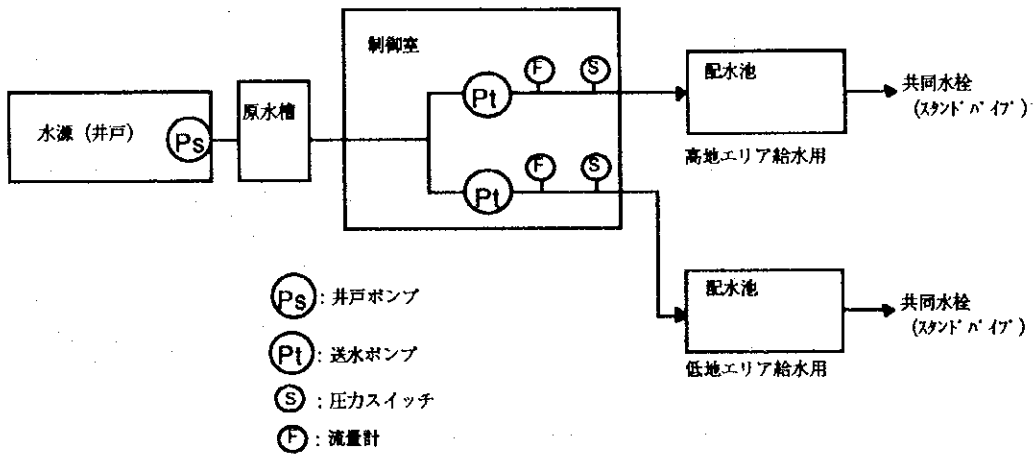 制御室
水源（井戸）
Ps
原水槽
Pt
F
S
配水池
高地エリア給水用
共同水栓
(ｽﾀﾝﾄﾞﾊﾟｲﾌﾟ)
Pt
F
S
配水池
低地エリア給水用
共同水栓
(ｽﾀﾝﾄﾞﾊﾟｲﾌﾟ)
Ps：井戸ポンプ
Pt：送水ポンプ
S：圧力スイッチ
F：流量計